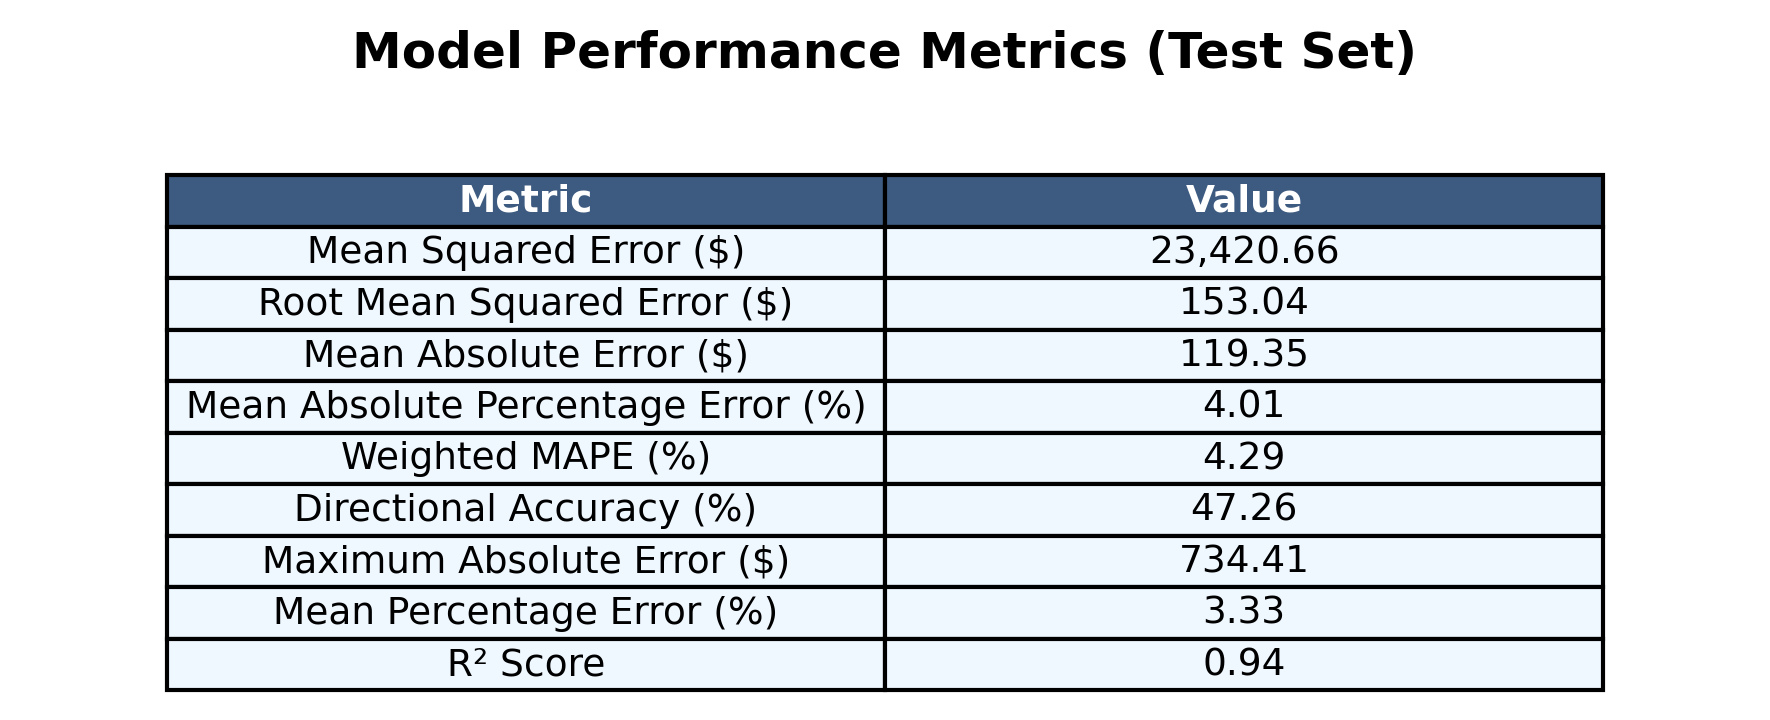 Model Performance Metrics (Test Set)
Metric Value
Mean Squared Error ($) 23,420.66
Root Mean Squared Error ($) 153.04
Mean Absolute Error ($) 119.35
Mean Absolute Percentage Error (%) 4.01
Weighted MAPE (%) 4.29
Directional Accuracy (%) 47.26
Maximum Absolute Error ($) 734.41
Mean Percentage Error (%) 3.33
R² Score 0.94